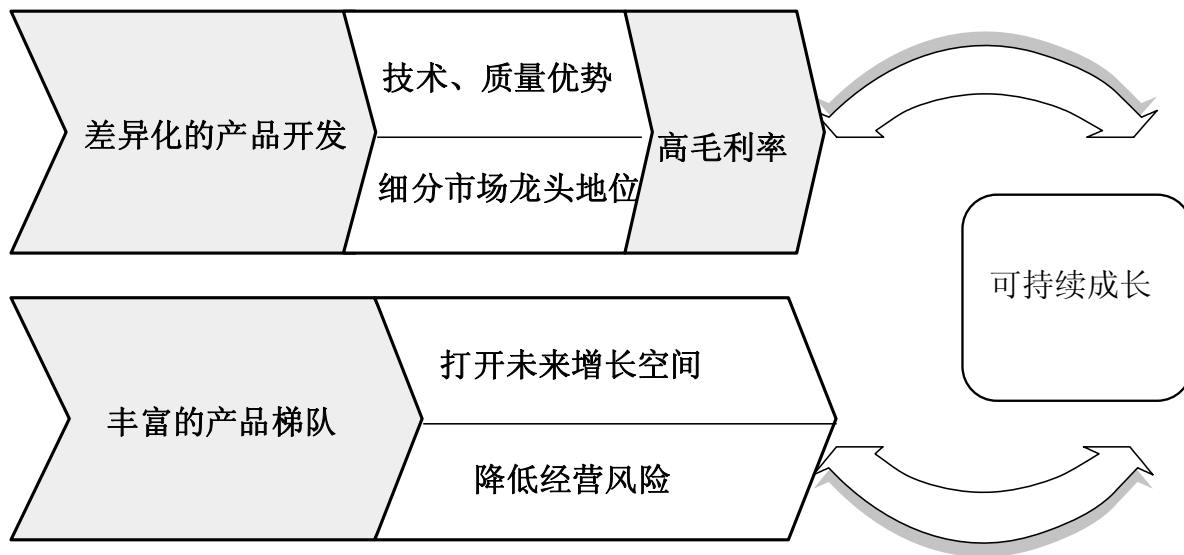 技术、质量优势
差异化的产品开发
高毛利率
细分市场龙头地位
可持续成长
打开未来增长空间
丰富的产品梯队
降低经营风险